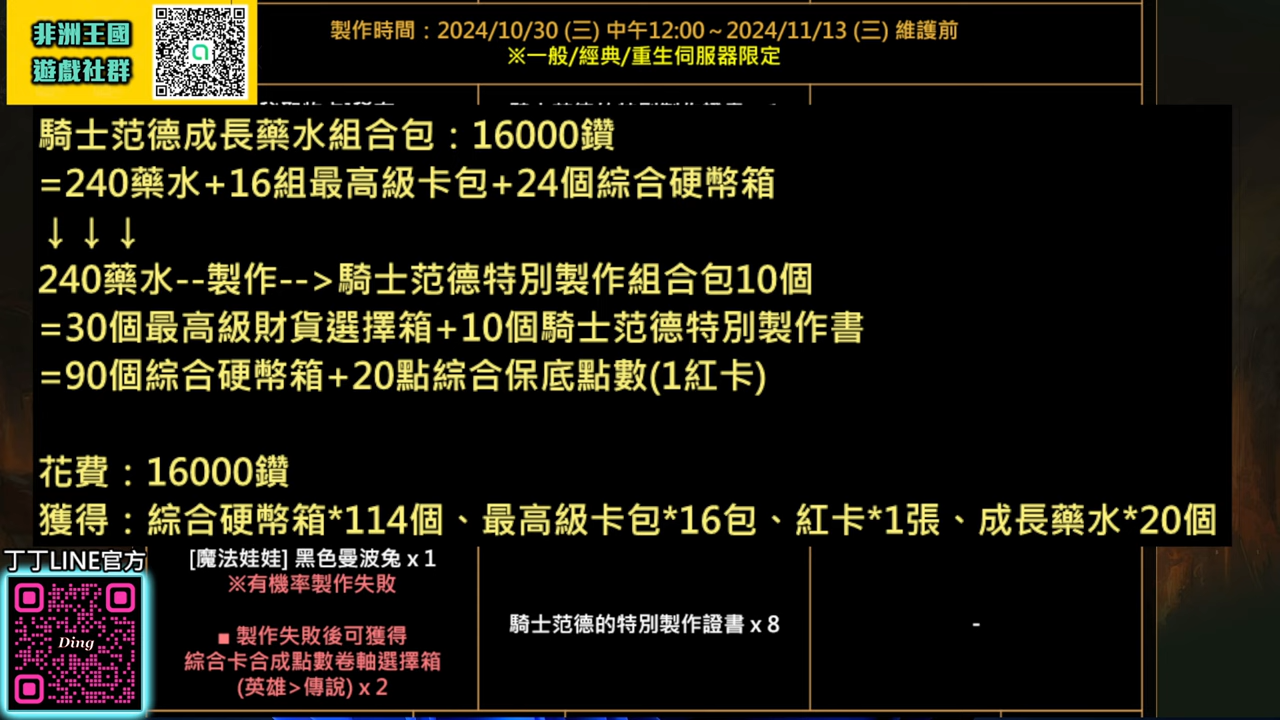 非洲王國
遊戲社群
製作時間：2024/10/30 (三) 中午12:00～2024/11/13 (三) 維護前
※一般/經典/重生伺服器限定
騎士范德成長藥水組合包：16000鑽
=240藥水+16組最高級卡包+24個綜合硬幣箱
↓↓↓
240藥水--製作-->騎士范德特別製作組合包10個
=30個最高級財貨選擇箱+10個騎士范德特別製作書
=90個綜合硬幣箱+20點綜合保底點數(1紅卡)
花費：16000鑽
獲得：綜合硬幣箱*114個、最高級卡包*16包、紅卡*1張、成長藥水*20個
丁丁LINE官方
Ding
[魔法娃娃] 黑色曼波兔 x 1
※有機率製作失敗
■ 製作失敗後可獲得
綜合卡合成點數卷軸選擇箱
(英雄>傳說) x 2
騎士范德的特別製作證書 x 8
-